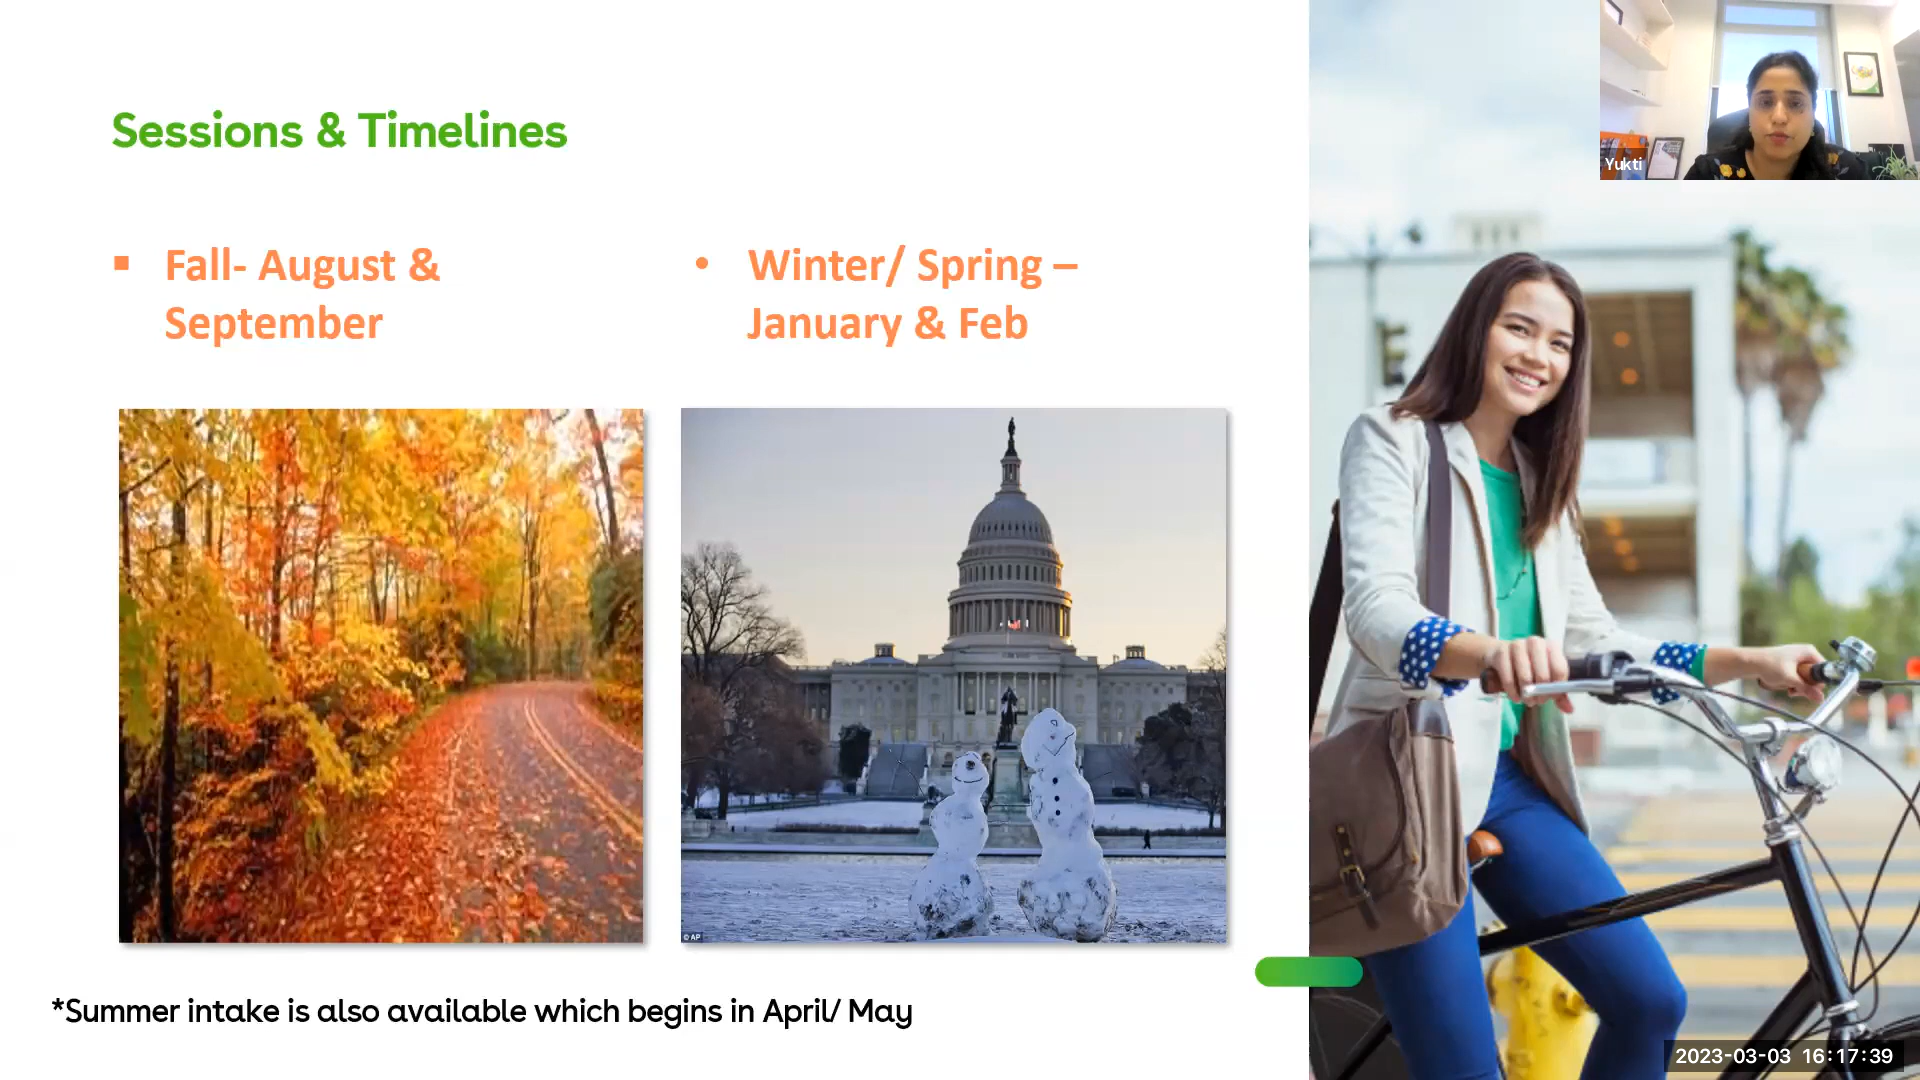 Sessions & Timelines
Yukti
▪ Fall- August &
September
• Winter/ Spring –
January & Feb
© AP
*Summer intake is also available which begins in April/ May
2023-03-03 16:17:39